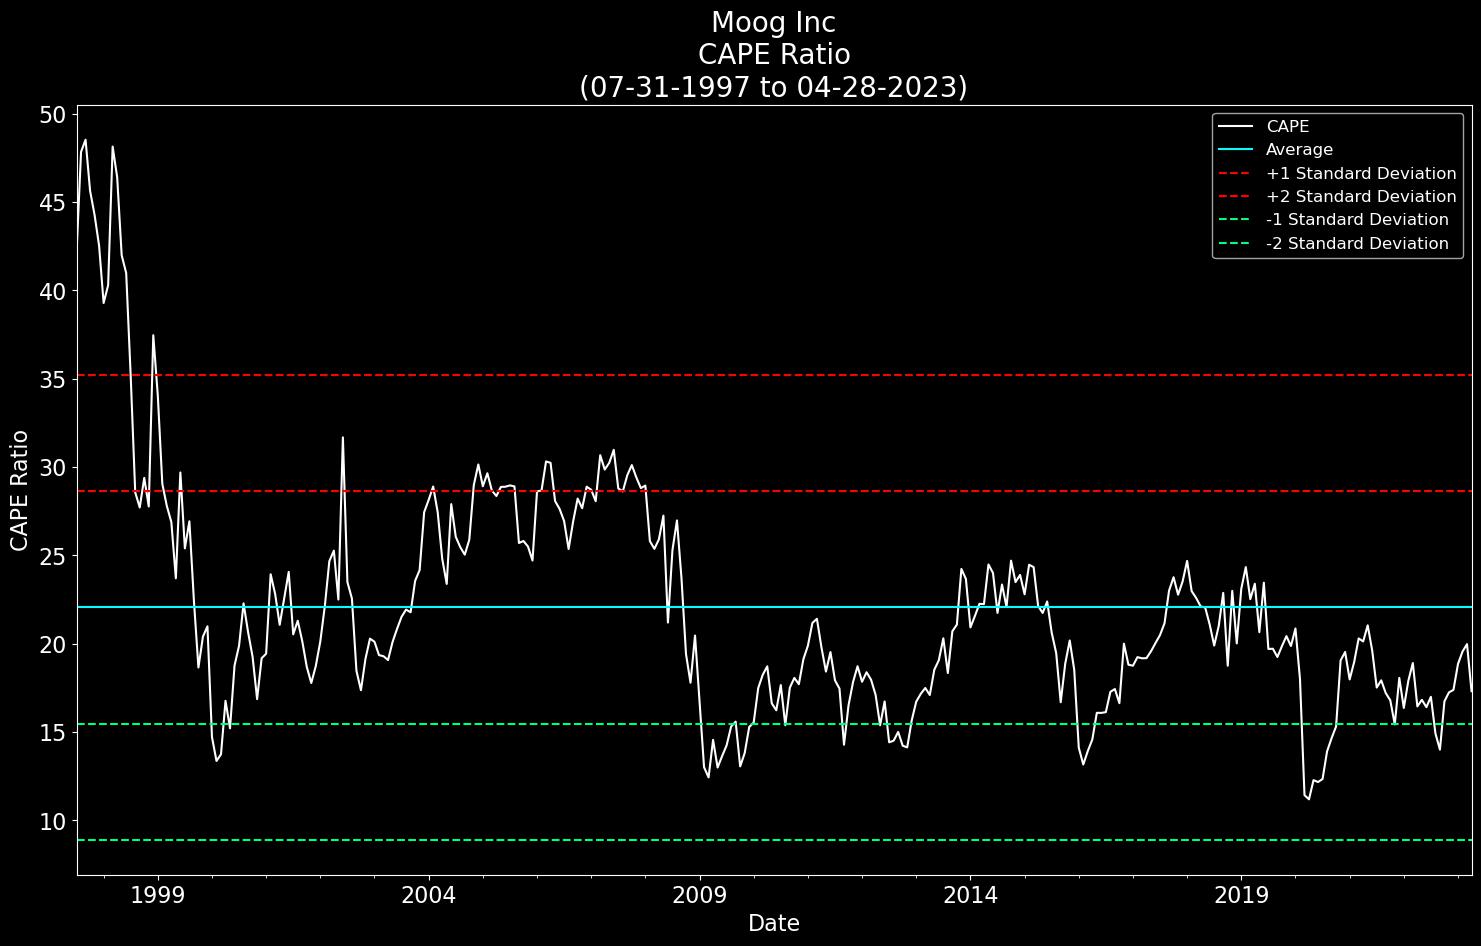 Moog Inc
CAPE Ratio
(07-31-1997 to 04-28-2023)
CAPE
Average
+1 Standard Deviation
+2 Standard Deviation
-1 Standard Deviation
-2 Standard Deviation
50
45
40
35
30
25
20
15
10
CAPE Ratio
1999
2004
2009
2014
2019
Date